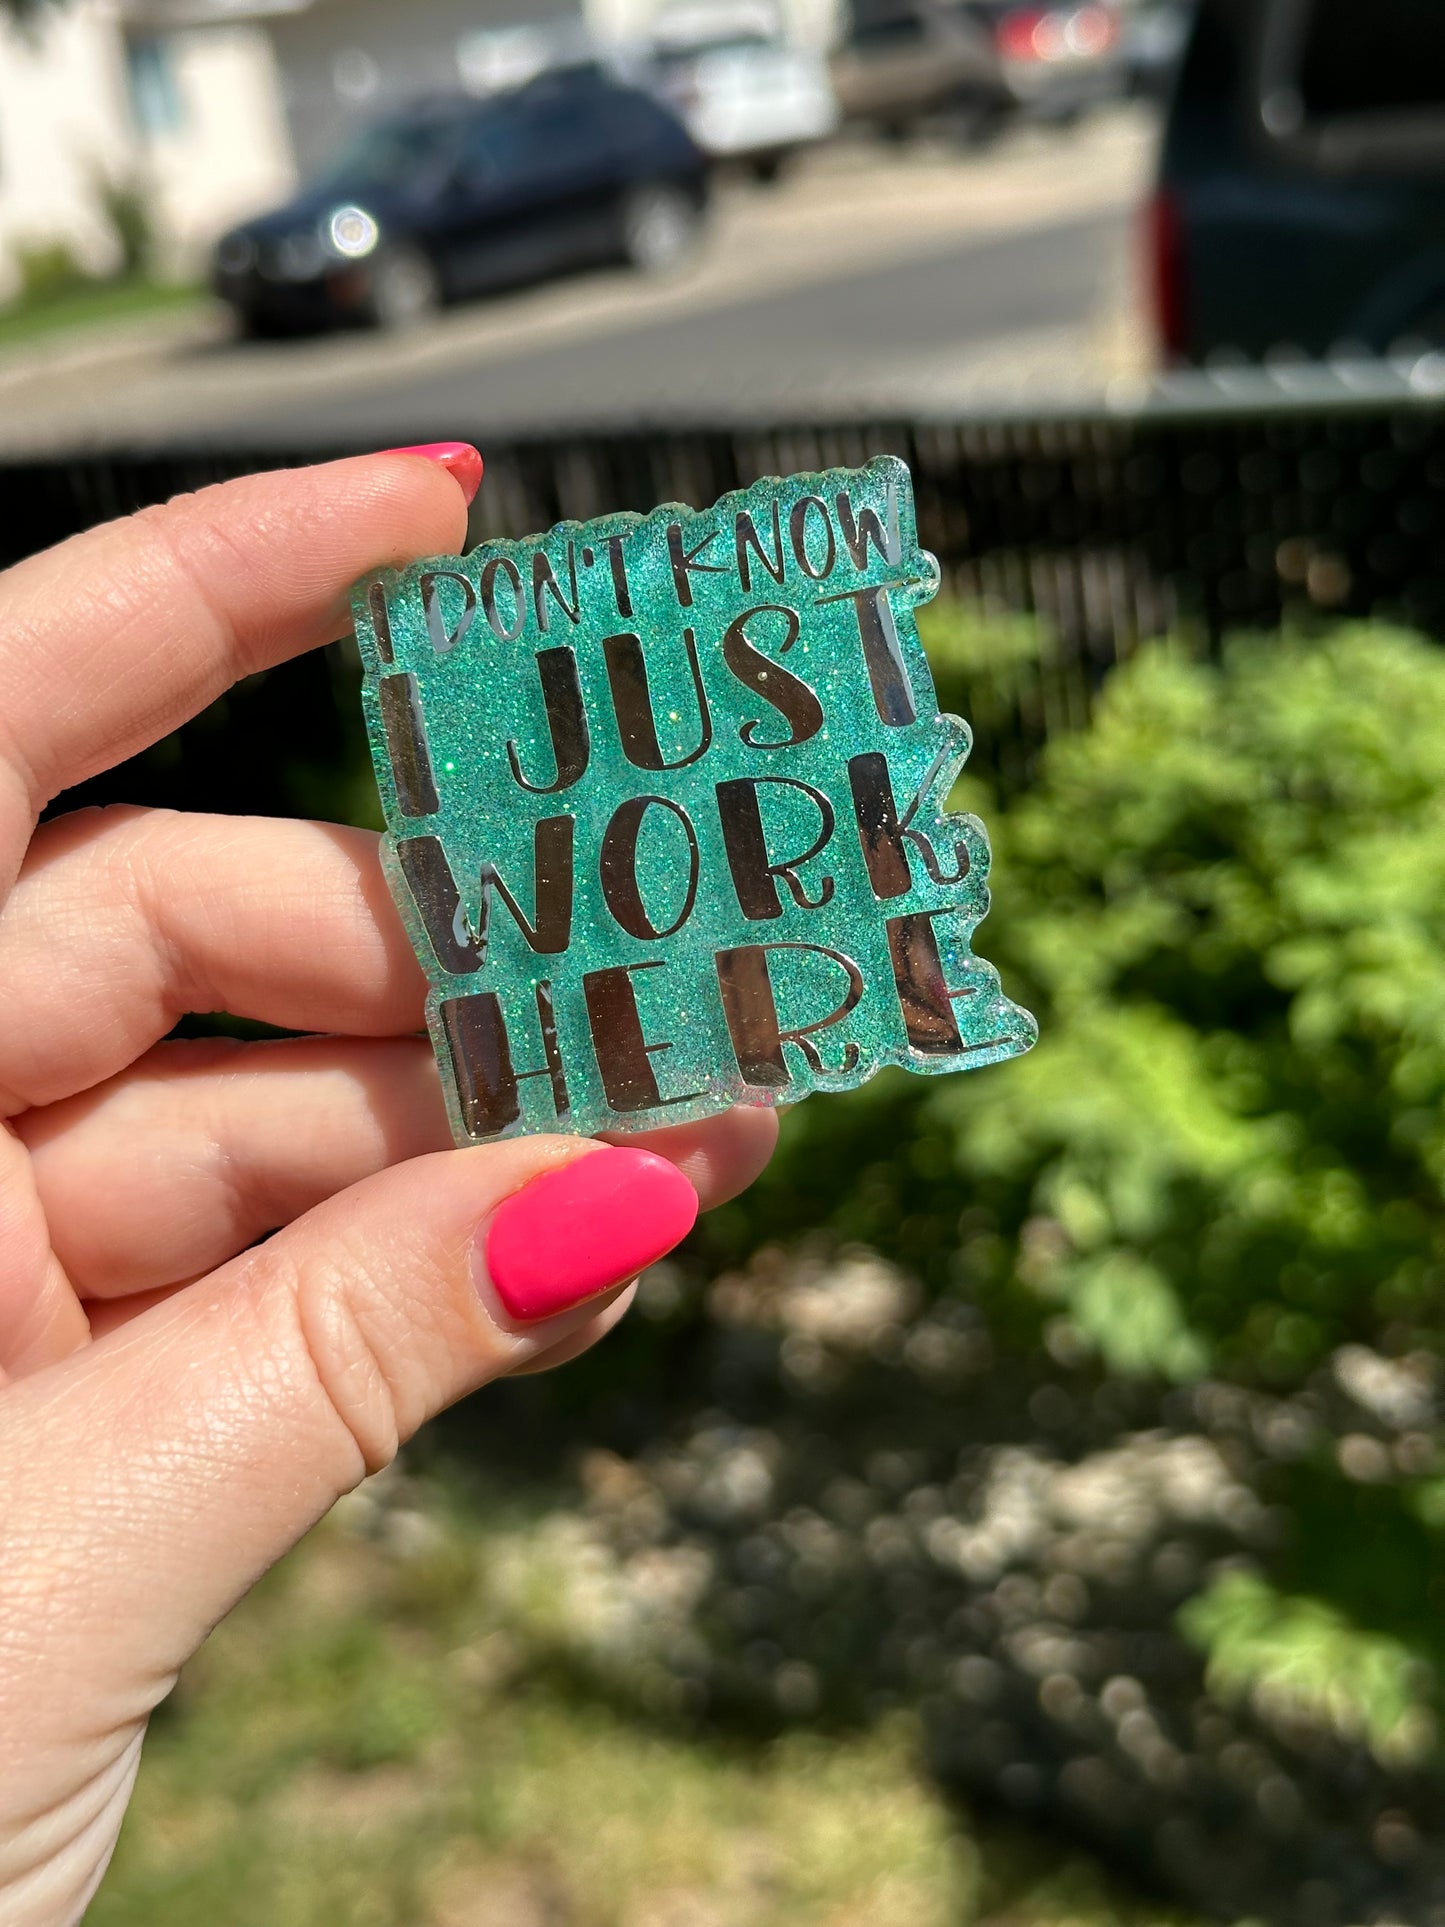 I DON'T KNOW
I JUST
WORK
HERE